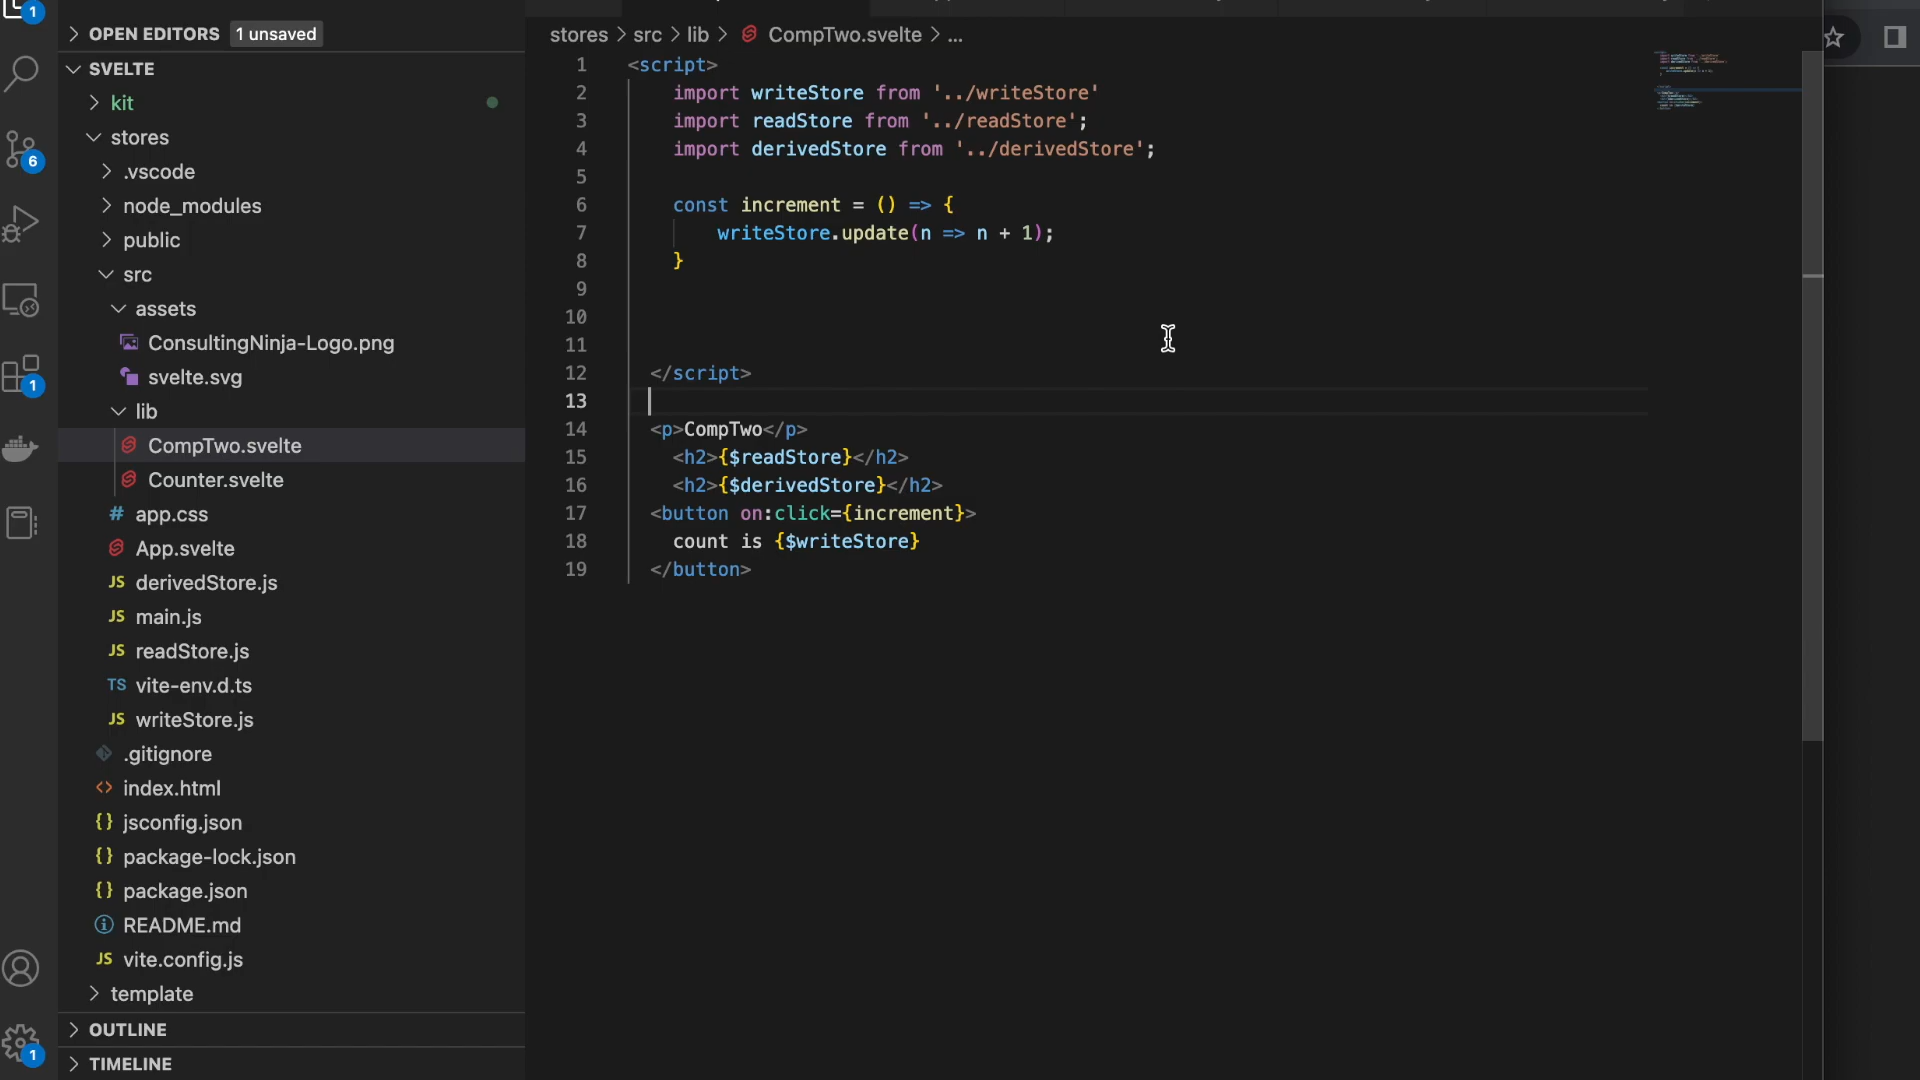 1
OPEN EDITORS 1 unsaved
SVELTE
kit
stores
.vscode
6
node_modules
public
src
assets
ConsultingNinja-Logo.png
1
svelte.svg
lib
CompTwo.svelte
Counter.svelte
app.css
App.svelte
derivedStore.js
main.js
readStore.js
vite-env.d.ts
writeStore.js
.gitignore
index.html
jsconfig.json
package-lock.json
package.json
README.md
vite.config.js
template
OUTLINE
1
TIMELINE
stores > src > lib > CompTwo.svelte > ...
1 <script>
2 import writeStore from '../writeStore'
3 import readStore from '../readStore';
4 import derivedStore from '../derivedStore';
5
6 const increment = () => {
7 writeStore.update(n => n + 1);
8 }
9
10
11
12 </script>
13
14 <p>CompTwo</p>
15 <h2>{$readStore}</h2>
16 <h2>{$derivedStore}</h2>
17 <button on:click={increment}>
18 count is {$writeStore}
19 </button>